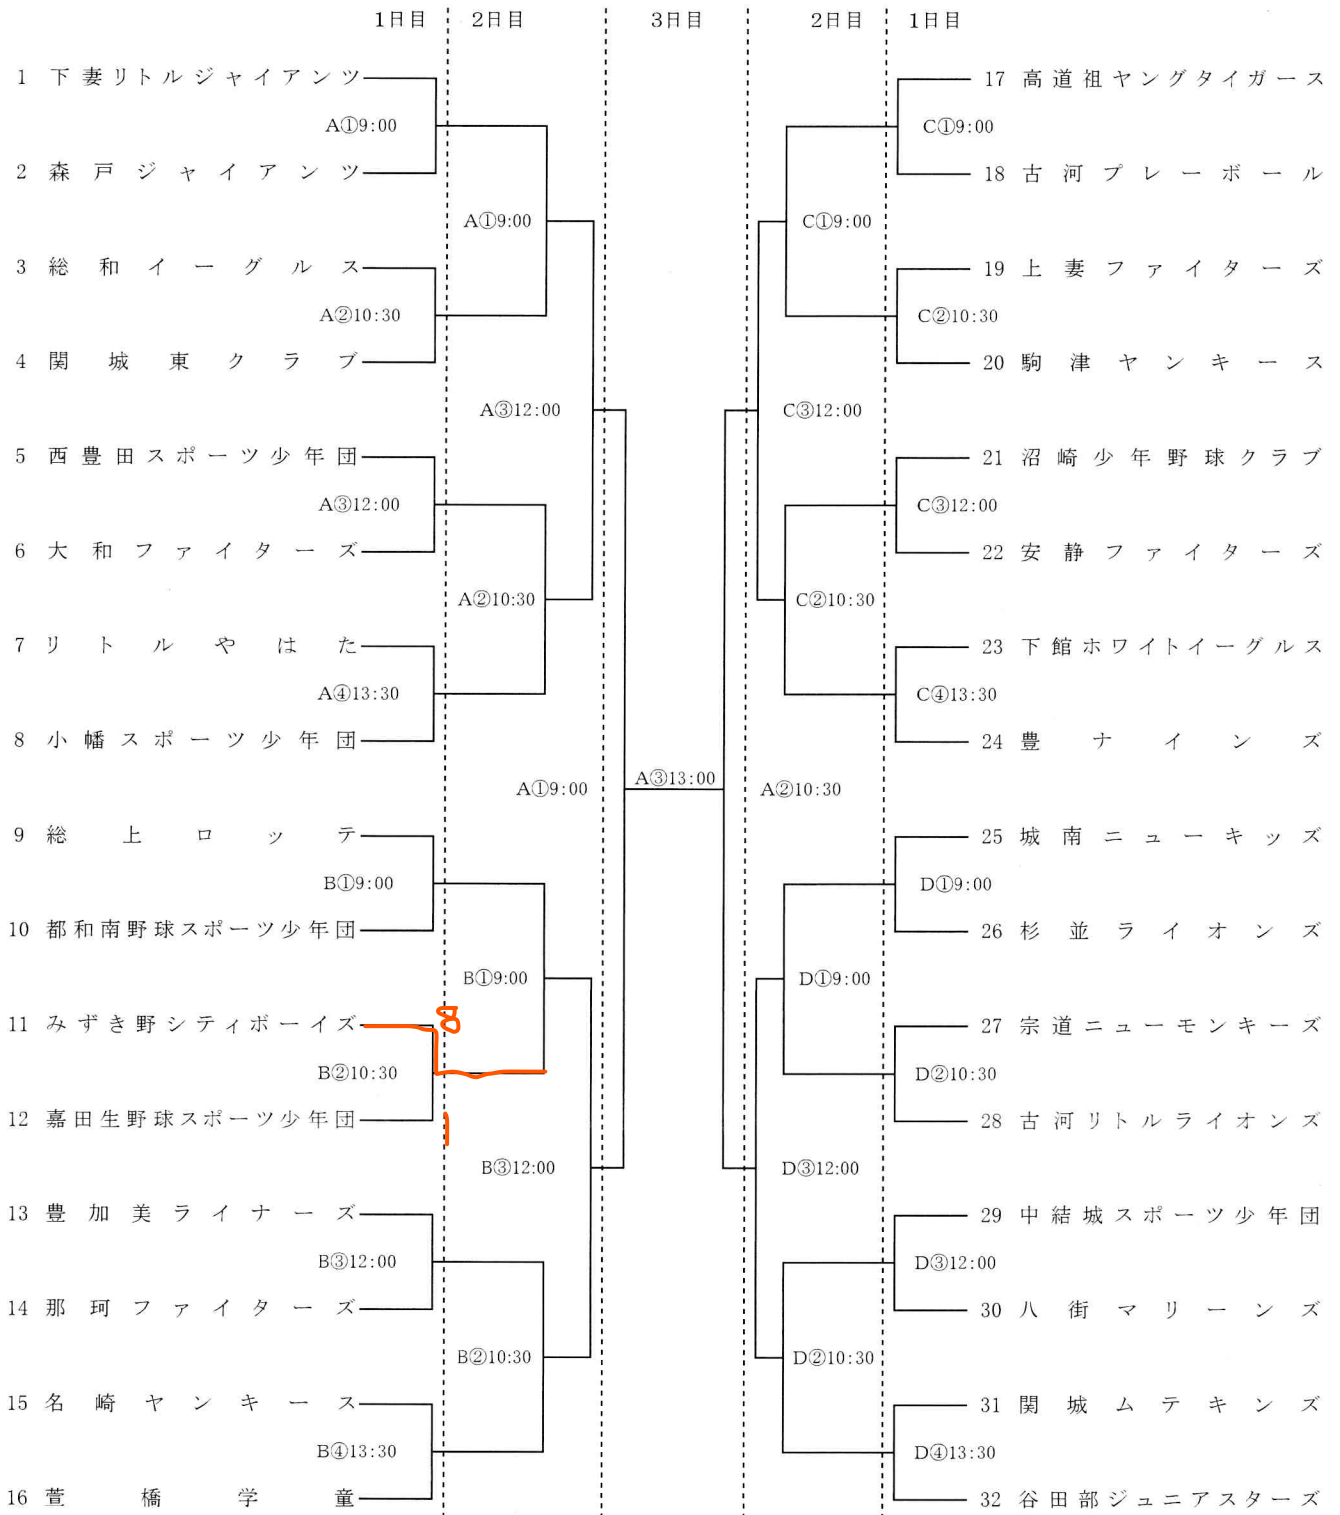 1日目 2日目 3日目 2日目 1日目
1 下妻リトルジャイアンツ
A①9:00
2 森戸ジャイアンツ
A①9:00
3 総和イーグルス
A②10:30
4 関城東クラブ
A③12:00
5 西豊田スポーツ少年団
A③12:00
6 大和ファイターズ
A②10:30
7 リトルやはた
A④13:30
8 小幡スポーツ少年団
A①9:00
9 総上ロッテ
B①9:00
10 都和南野球スポーツ少年団
B①9:00
11 みずき野シティボーイズ
8
B②10:30
12 嘉田生野球スポーツ少年団
1
B③12:00
13 豊加美ライナーズ
B③12:00
14 那珂ファイターズ
B②10:30
15 名崎ヤンキース
B④13:30
16 萱橋学童
A③13:00
17 高道祖ヤングタイガース
C①9:00
18 古河プレーボール
C①9:00
19 上妻ファイターズ
C②10:30
20 駒津ヤンキース
C③12:00
21 沼崎少年野球クラブ
C③12:00
22 安静ファイターズ
C②10:30
23 下館ホワイトイーグルス
C④13:30
24 豊ナインズ
A②10:30
25 城南ニューキッズ
D①9:00
26 杉並ライオンズ
D①9:00
27 宗道ニューモンキーズ
D②10:30
28 古河リトルライオンズ
D③12:00
29 中結城スポーツ少年団
D③12:00
30 八街マリーンズ
D②10:30
31 関城ムテキンズ
D④13:30
32 谷田部ジュニアスターズ